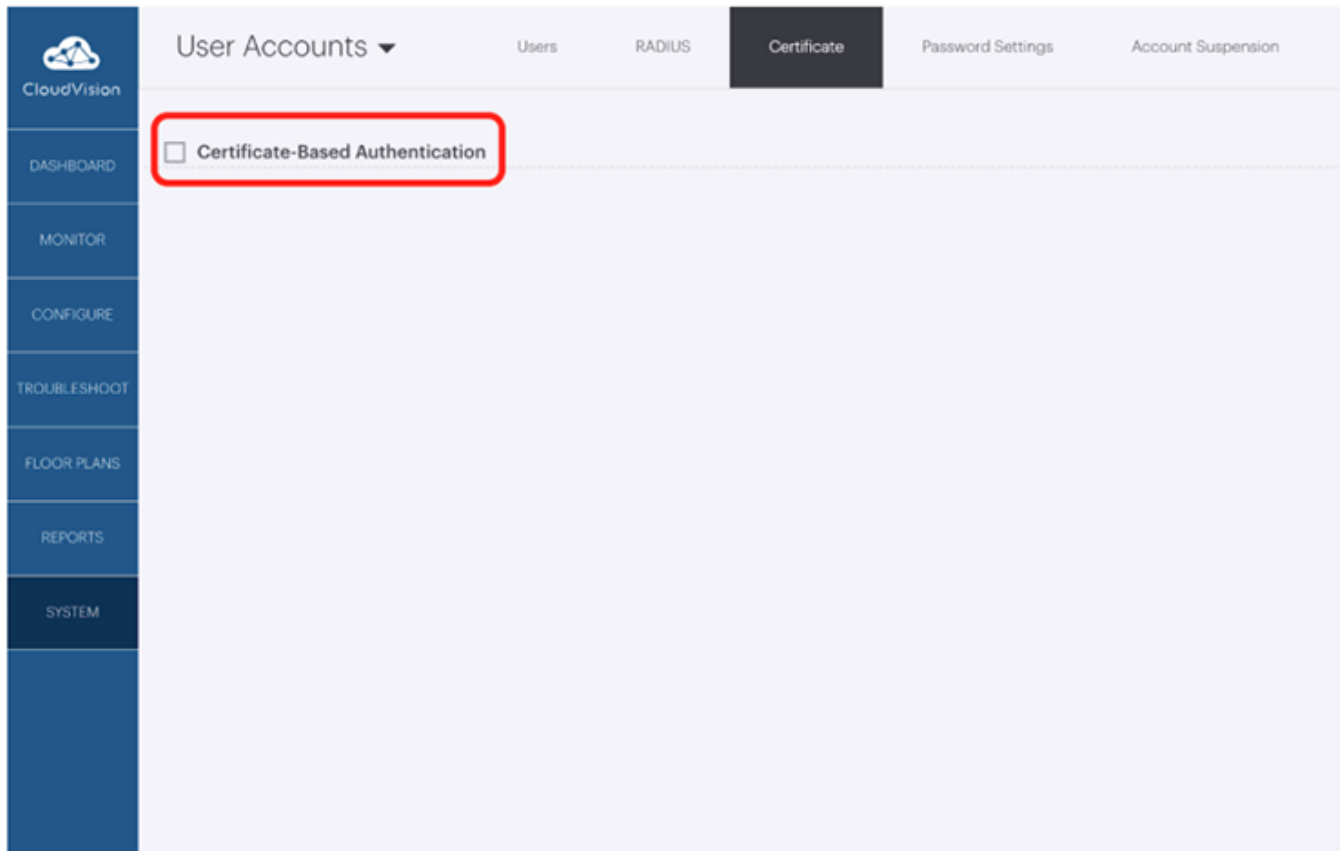 CloudVision
User Accounts
Users
RADIUS
Certificate
Password Settings
Account Suspension
Certificate-Based Authentication
DASHBOARD
MONITOR
CONFIGURE
TROUBLESHOOT
FLOOR PLANS
REPORTS
SYSTEM